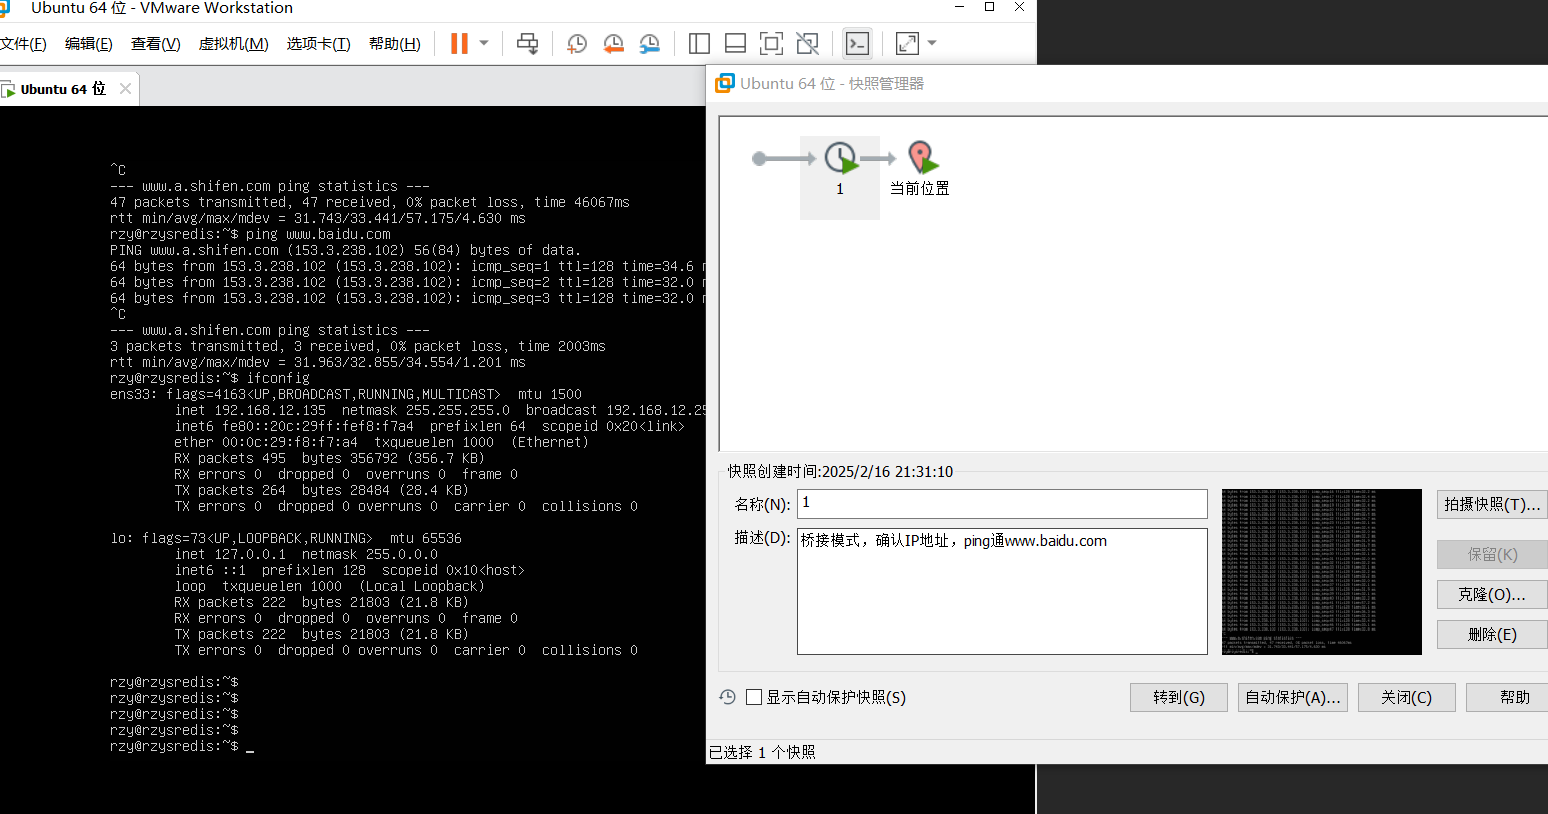 Ubuntu 64 位 - VMware Workstation
文件(F) 编辑(E) 查看(V) 虚拟机(M) 选项卡(T) 帮助(H)
Ubuntu 64 位
^C
--- www.a.shifen.com ping statistics ---
47 packets transmitted, 47 received, 0% packet loss, time 46067ms
rtt min/avg/max/mdev = 31.743/33.441/57.175/4.630 ms
rzy@rzysredis:~$ ping www.baidu.com
PING www.a.shifen.com (153.3.238.102) 56(84) bytes of data.
64 bytes from 153.3.238.102 (153.3.238.102): icmp_seq=1 ttl=128 time=34.6
64 bytes from 153.3.238.102 (153.3.238.102): icmp_seq=2 ttl=128 time=32.0
64 bytes from 153.3.238.102 (153.3.238.102): icmp_seq=3 ttl=128 time=32.0
^C
--- www.a.shifen.com ping statistics ---
3 packets transmitted, 3 received, 0% packet loss, time 2003ms
rtt min/avg/max/mdev = 31.963/32.855/34.554/1.201 ms
rzy@rzysredis:~$ ifconfig
ens33: flags=4163<UP,BROADCAST,RUNNING,MULTICAST>  mtu 1500
inet 192.168.12.135  netmask 255.255.255.0  broadcast 192.168.12.25
inet6 fe80::20c:29ff:fef8:f7a4  prefixlen 64  scopeid 0x20<link>
ether 00:0c:29:f8:f7:a4  txqueuelen 1000  (Ethernet)
RX packets 495  bytes 356792 (356.7 KB)
RX errors 0  dropped 0  overruns 0  frame 0
TX packets 264  bytes 28484 (28.4 KB)
TX errors 0  dropped 0 overruns 0  carrier 0  collisions 0
lo: flags=73<UP,LOOPBACK,RUNNING>  mtu 65536
inet 127.0.0.1  netmask 255.0.0.0
inet6 ::1  prefixlen 128  scopeid 0x10<host>
loop  txqueuelen 1000  (Local Loopback)
RX packets 222  bytes 21803 (21.8 KB)
RX errors 0  dropped 0  overruns 0  frame 0
TX packets 222  bytes 21803 (21.8 KB)
TX errors 0  dropped 0 overruns 0  carrier 0  collisions 0
rzy@rzysredis:~$
rzy@rzysredis:~$
rzy@rzysredis:~$
rzy@rzysredis:~$
rzy@rzysredis:~$ _
Ubuntu 64 位 - 快照管理器
1
当前位置
快照创建时间:2025/2/16 21:31:10
名称(N): 1
描述(D): 桥接模式，确认IP地址，ping通www.baidu.com
拍摄快照(T)...
保留(K)
克隆(O)...
删除(E)
显示自动保护快照(S)
转到(G) 自动保护(A)... 关闭(C) 帮助
已选择 1 个快照